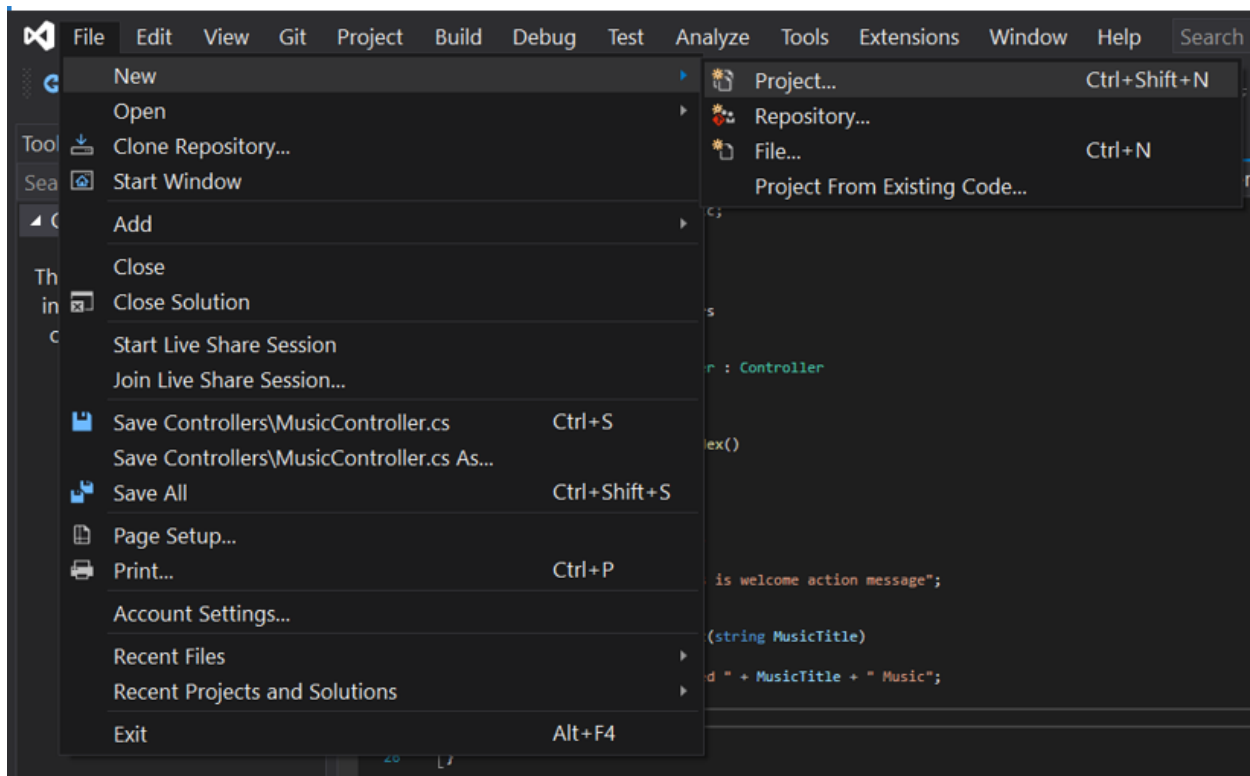 File Edit View Git Project Build Debug Test Analyze Tools Extensions Window Help Search
New
Project... Ctrl+Shift+N
Open
Repository...
Clone Repository...
File... Ctrl+N
Start Window
Project From Existing Code...
Add
c;
Close
Close Solution
s
Start Live Share Session
r : Controller
Join Live Share Session...
Save Controllers\MusicController.cs Ctrl+S
ex()
Save Controllers\MusicController.cs As...
Save All Ctrl+Shift+S
Page Setup...
Print... Ctrl+P
is welcome action message";
Account Settings...
(string MusicTitle)
Recent Files
d " + MusicTitle + " Music";
Recent Projects and Solutions
Exit Alt+F4